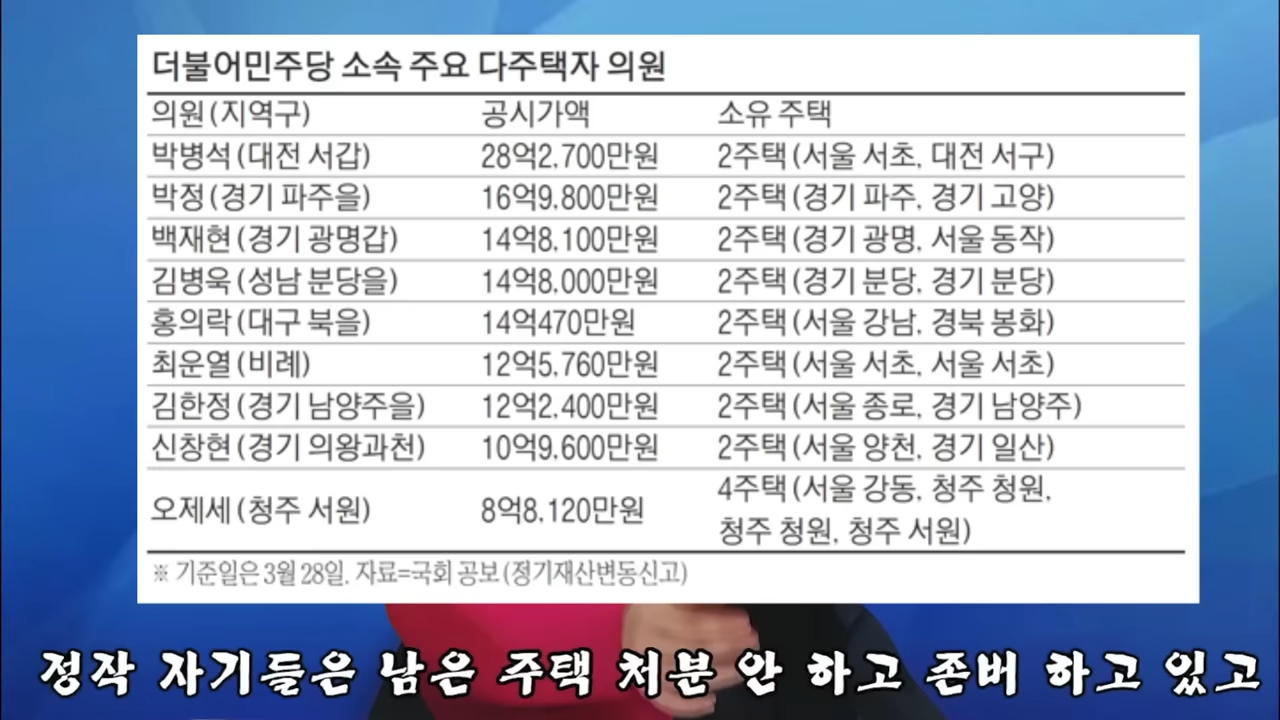 더불어민주당 소속 주요 다주택자 의원
의원(지역구) 공시가액 소유 주택
박병석(대전 서갑) 28억2,700만원 2주택(서울 서초, 대전 서구)
박정(경기 파주을) 16억9,800만원 2주택(경기 파주, 경기 고양)
백재현(경기 광명갑) 14억8,100만원 2주택(경기 광명, 서울 동작)
김병욱(성남 분당을) 14억8,000만원 2주택(경기 분당, 경기 분당)
홍의락(대구 북을) 14억470만원 2주택(서울 강남, 경북 봉화)
최운열(비례) 12억5,760만원 2주택(서울 서초, 서울 서초)
김한정(경기 남양주을) 12억2,400만원 2주택(서울 종로, 경기 남양주)
신창현(경기 의왕과천) 10억9,600만원 2주택(서울 양천, 경기 일산)
오제세(청주 서원) 8억8,120만원 4주택(서울 강동, 청주 청원,
청주 청원, 청주 서원)
※ 기준일은 3월 28일. 자료=국회 공보(정기재산변동신고)
정작 자기들은 남은 주택 처분 안 하고 존버 하고 있고